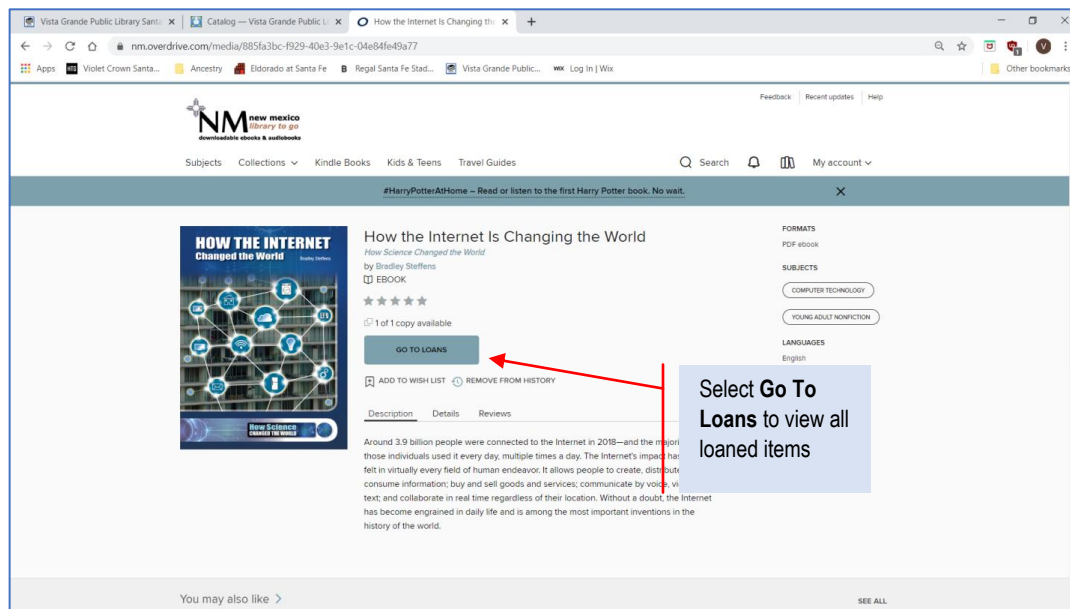 Vista Grande Public Library Santa
Catalog — Vista Grande Public Li
How the Internet Is Changing the
nm.overdrive.com/media/885fa3bc-f929-40e3-9e1c-04e84fe49a77
V
Apps Violet Crown Santa... Ancestry Eldorado at Santa Fe B Regal Santa Fe Stad... Vista Grande Public... WIX Log In | Wix Other bookmarks
Feedback Recent updates Help
NM new mexico
library to go
downloadable ebooks & audiobooks
Subjects Collections Kindle Books Kids & Teens Travel Guides Search My account
#HarryPotterAtHome – Read or listen to the first Harry Potter book. No wait.
HOW THE INTERNET
Changed the World Bradley Steffens
How Science
CHANGED THE WORLD
How the Internet Is Changing the World
How Science Changed the World
by Bradley Steffens
EBOOK
1 of 1 copy available
GO TO LOANS
ADD TO WISH LIST REMOVE FROM HISTORY
Description Details Reviews
Around 3.9 billion people were connected to the Internet in 2018—and the
those individuals used it every day, multiple times a day. The Internet's impact
felt in virtually every field of human endeavor. It allows people to create,
consume information; buy and sell goods and services; communicate by voice,
text; and collaborate in real time regardless of their location. Without a doubt, the Internet
has become engrained in daily life and is among the most important inventions in the
history of the world.
FORMATS
PDF ebook
SUBJECTS
COMPUTER TECHNOLOGY
YOUNG ADULT NONFICTION
LANGUAGES
English
Select Go To
Loans to view all
loaned items
You may also like SEE ALL